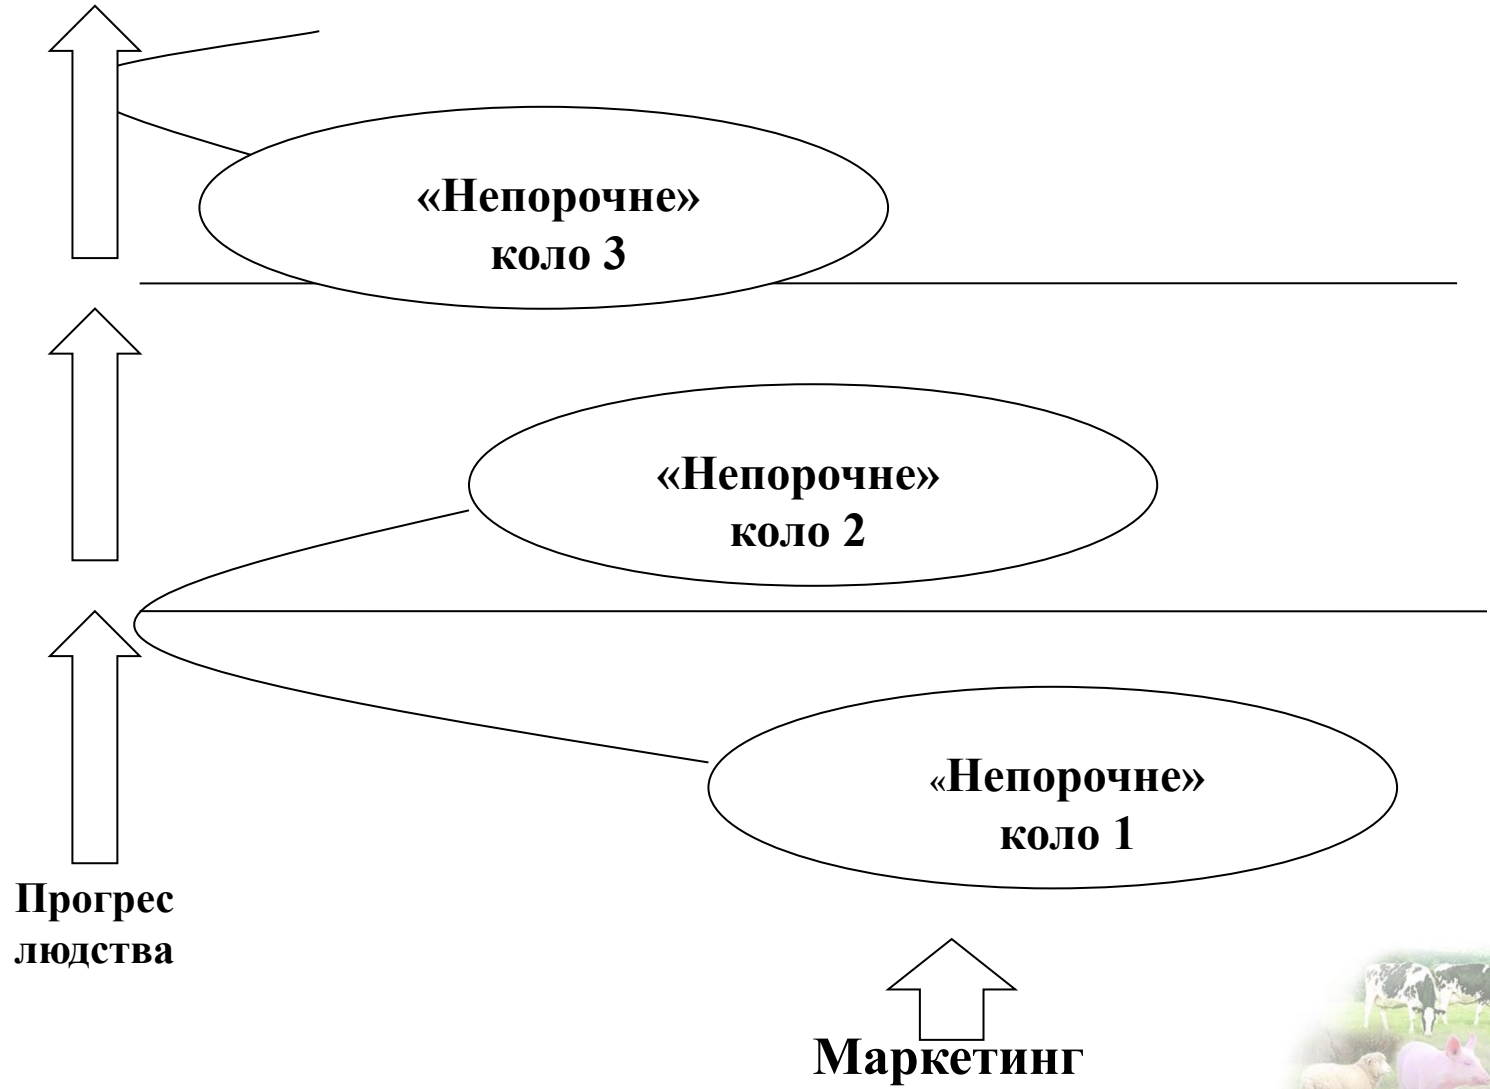 «Непорочне»
коло 3
«Непорочне»
коло 2
«Непорочне»
коло 1
Прогрес
людства
Маркетинг